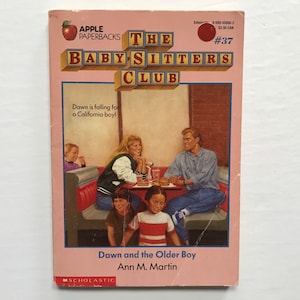 APPLE
PAPERBACKS
THE
BABY-SITTERS
CLUB
#37
Dawn is falling for
a California boy!
Dawn and the Older Boy
Ann M. Martin
SCHOLASTIC